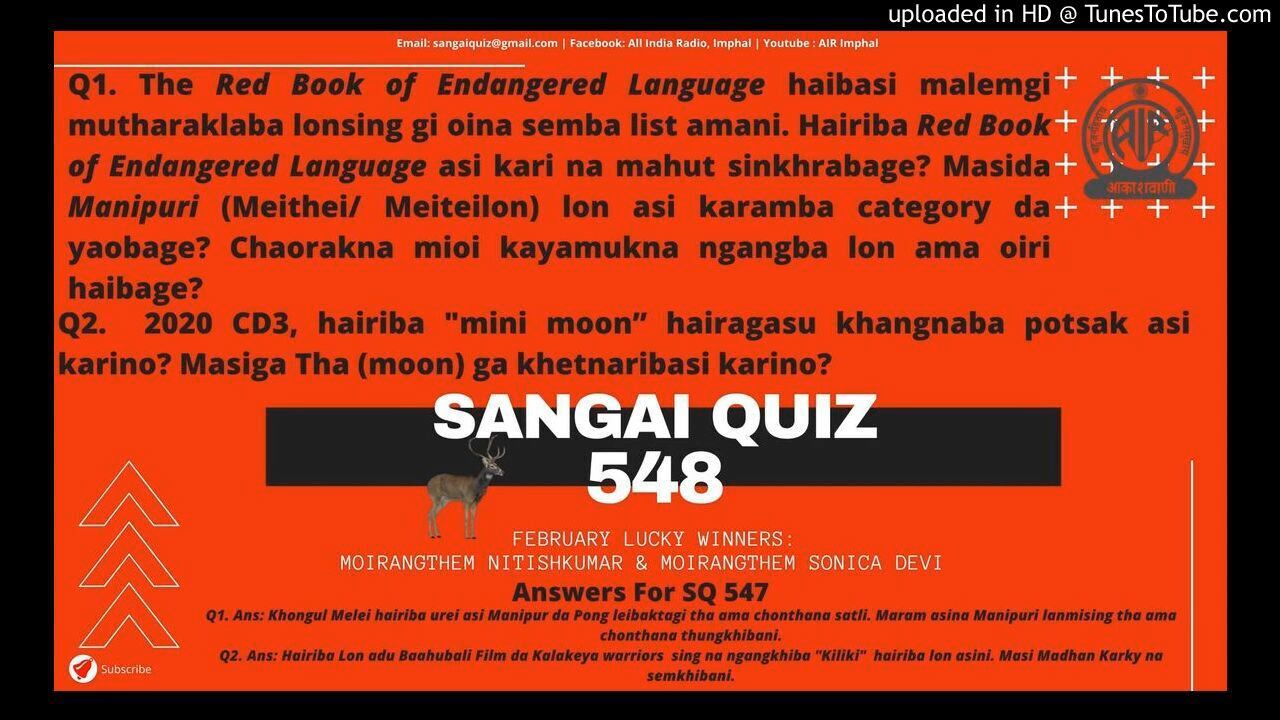 uploaded in HD @ TunesToTube.com
Email: sangaiquiz@gmail.com | Facebook: All India Radio, Imphal | Youtube : AIR Imphal
Q1. The Red Book of Endangered Language haibasi malemgi
mutharaklaba lonsing gi oina semba list amani. Hairiba Red Book
of Endangered Language asi kari na mahut sinkhrabage? Masida
Manipuri (Meithei/ Meiteilon) lon asi karamba category da
yaobage? Chaorakna mioi kayamukna ngangba lon ama oiri
haibage?
आकाशवाणी
Q2. 2020 CD3, hairiba "mini moon” hairagasu khangnaba potsak asi
karino? Masiga Tha (moon) ga khetnaribasi karino?
SANGAI QUIZ
548
FEBRUARY LUCKY WINNERS:
MOIRANGTHEM NITISHKUMAR & MOIRANGTHEM SONICA DEVI
Answers For SQ 547
Q1. Ans: Khongul Melei hairiba urei asi Manipur da Pong leibaktagi tha ama chonthana satli. Maram asina Manipuri lanmising tha ama
chonthana thungkhibani.
Q2. Ans: Hairiba Lon adu Baahubali Film da Kalakeya warriors sing na ngangkhiba "Kiliki" hairiba lon asini. Masi Madhan Karky na
semkhibani.
Subscribe